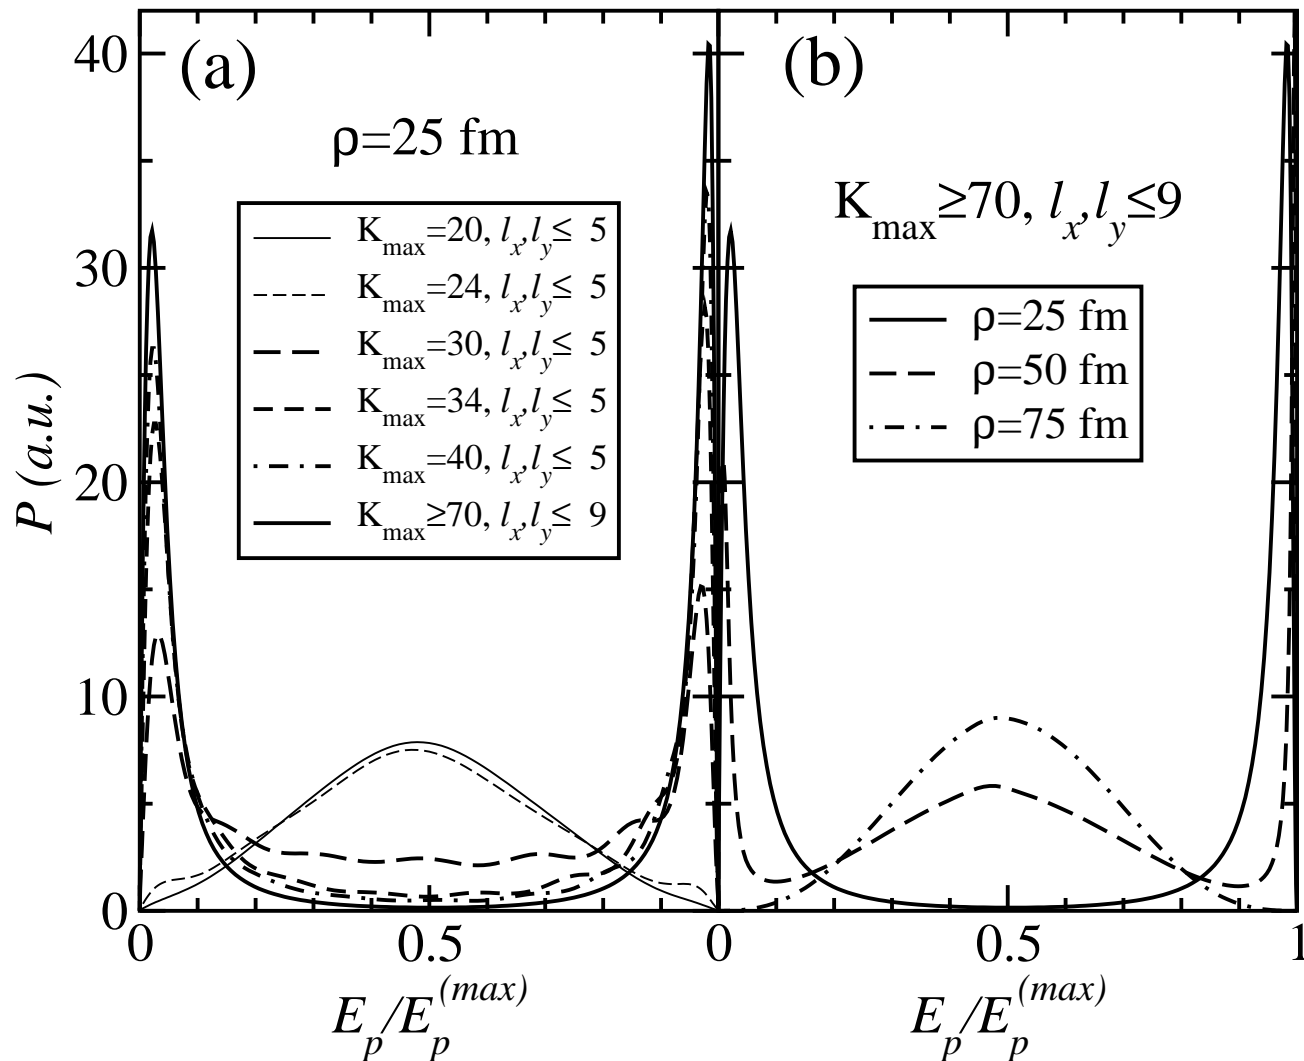 (a)
ρ=25 fm
K_max=20, l_x,l_y≤ 5
K_max=24, l_x,l_y≤ 5
K_max=30, l_x,l_y≤ 5
K_max=34, l_x,l_y≤ 5
K_max=40, l_x,l_y≤ 5
K_max≥70, l_x,l_y≤ 9
(b)
K_max≥70, l_x,l_y≤9
ρ=25 fm
ρ=50 fm
ρ=75 fm
P (a.u.)
40
30
20
10
0
0 0.5 0 0.5 1
E_p/E_p^(max) E_p/E_p^(max)